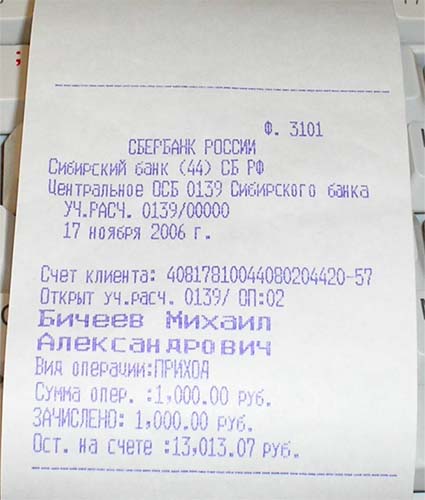 Ф. 3101
СБЕРБАНК РОССИИ
Сибирский банк (44) СБ РФ
Центральное ОСБ 0139 Сибирского банка
УЧ.РАСЧ. 0139/00000
17 ноября 2006 г.
Счет клиента: 40817810044080204420-57
Открыт уч.расч. 0139/ ОП:02
Бичеев Михаил
Александрович
Вид операции:ПРИХОД
Сумма опер. :1,000.00 руб.
ЗАЧИСЛЕНО: 1,000.00 руб.
Ост. на счете :13,013.07 руб.